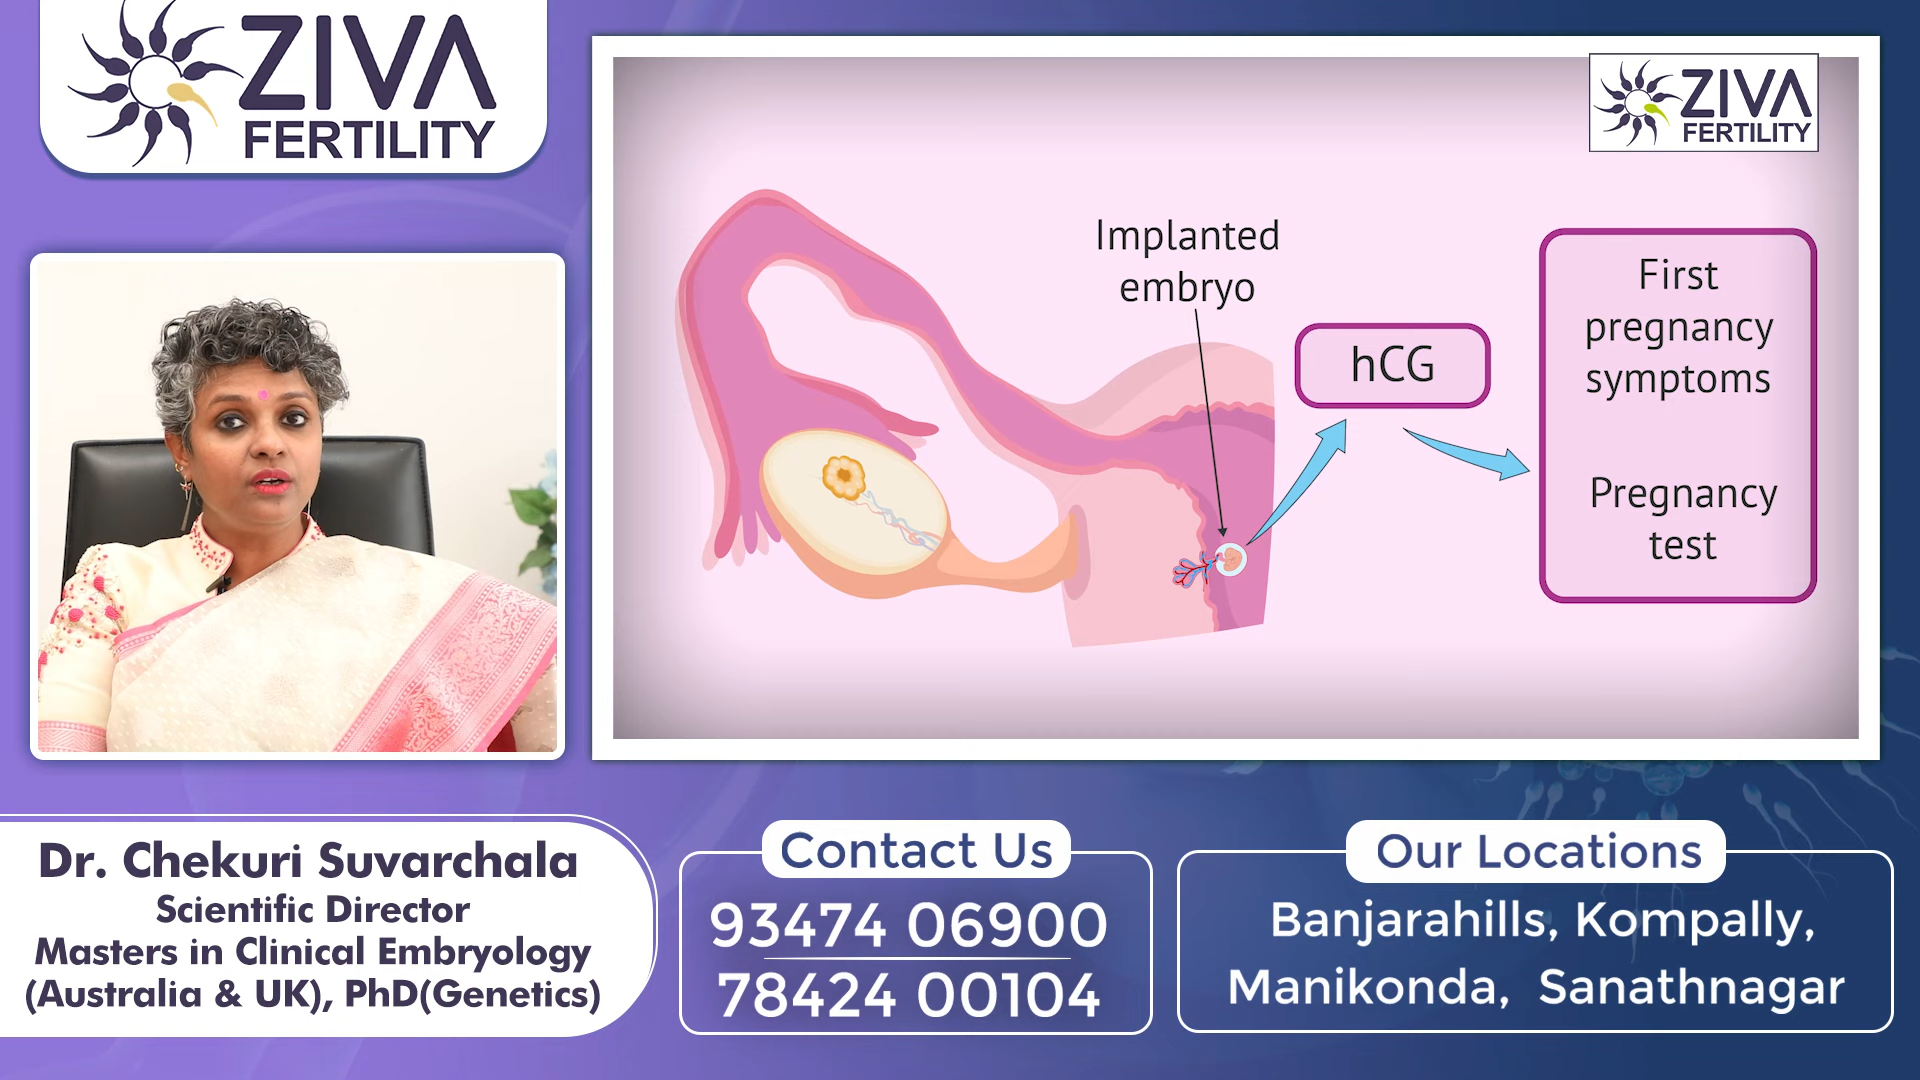 ZIVA
FERTILITY
ZIVA
FERTILITY
Implanted
embryo
hCG
First
pregnancy
symptoms
Pregnancy
test
Dr. Chekuri Suvarchala
Scientific Director
Masters in Clinical Embryology
(Australia & UK), PhD(Genetics)
Contact Us
93474 06900
78424 00104
Our Locations
Banjarahills, Kompally,
Manikonda, Sanathnagar